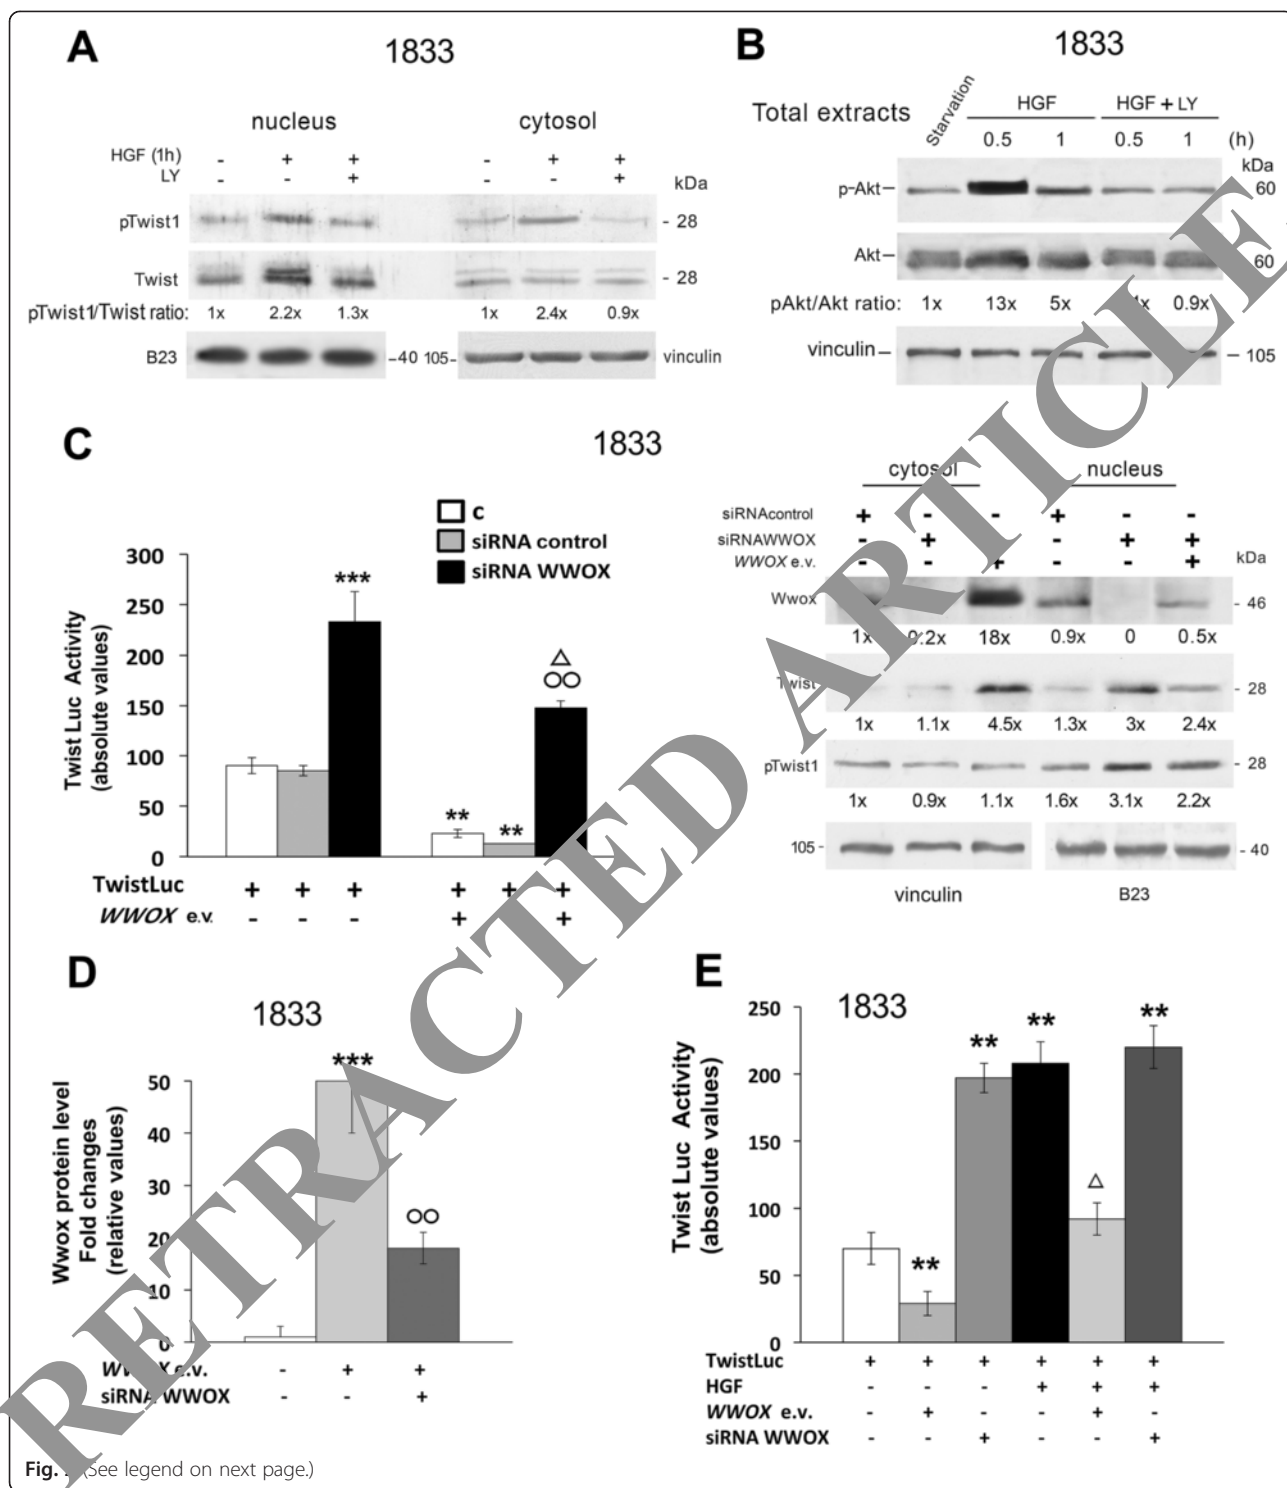 A
1833
nucleus cytosol
HGF (1h) - + + - + +
LY - - + - - +
kDa
pTwist1 - 28
Twist - 28
pTwist1/Twist ratio: 1x 2.2x 1.3x 1x 2.4x 0.9x
B23 -40 105- vinculin
B
1833
Total extracts
Starvation HGF HGF + LY
0.5 1 0.5 1 (h)
kDa
p-Akt 60
Akt 60
pAkt/Akt ratio: 1x 13x 5x 0.9x
vinculin 105
C
1833
C
siRNA control
siRNA WWOX
Twist Luc Activity
(absolute values)
300
250
200
150
100
50
0
***
** **
△
○○
TwistLuc + + + + + +
WWOX e.v. - - - + +
cytosol nucleus
siRNAcontrol + - - + - -
siRNAWWOX - + - + +
WWOX e.v. - - + - - +
kDa
Wwox - 46
1x 0.2x 18x 0.9x 0 0.5x
Twist - 28
1x 1.1x 4.5x 1.3x 3x 2.4x
pTwist1 - 28
1x 0.9x 1.1x 1.6x 3.1x 2.2x
105 - - 40
vinculin B23
D
1833
Wwox protein level
Fold changes
(relative values)
50
40
30
20
10
0
***
○○
WWOX e.v. - + +
siRNA WWOX - - +
E
1833
Twist Luc Activity
(absolute values)
250
200
150
100
50
0
** ** ** △ **
TwistLuc + + + + + +
HGF - - - + + +
WWOX e.v. - + - - + -
siRNA WWOX - - + - - +
Fig. (See legend on next page.)
RETRACTED ARTICLE